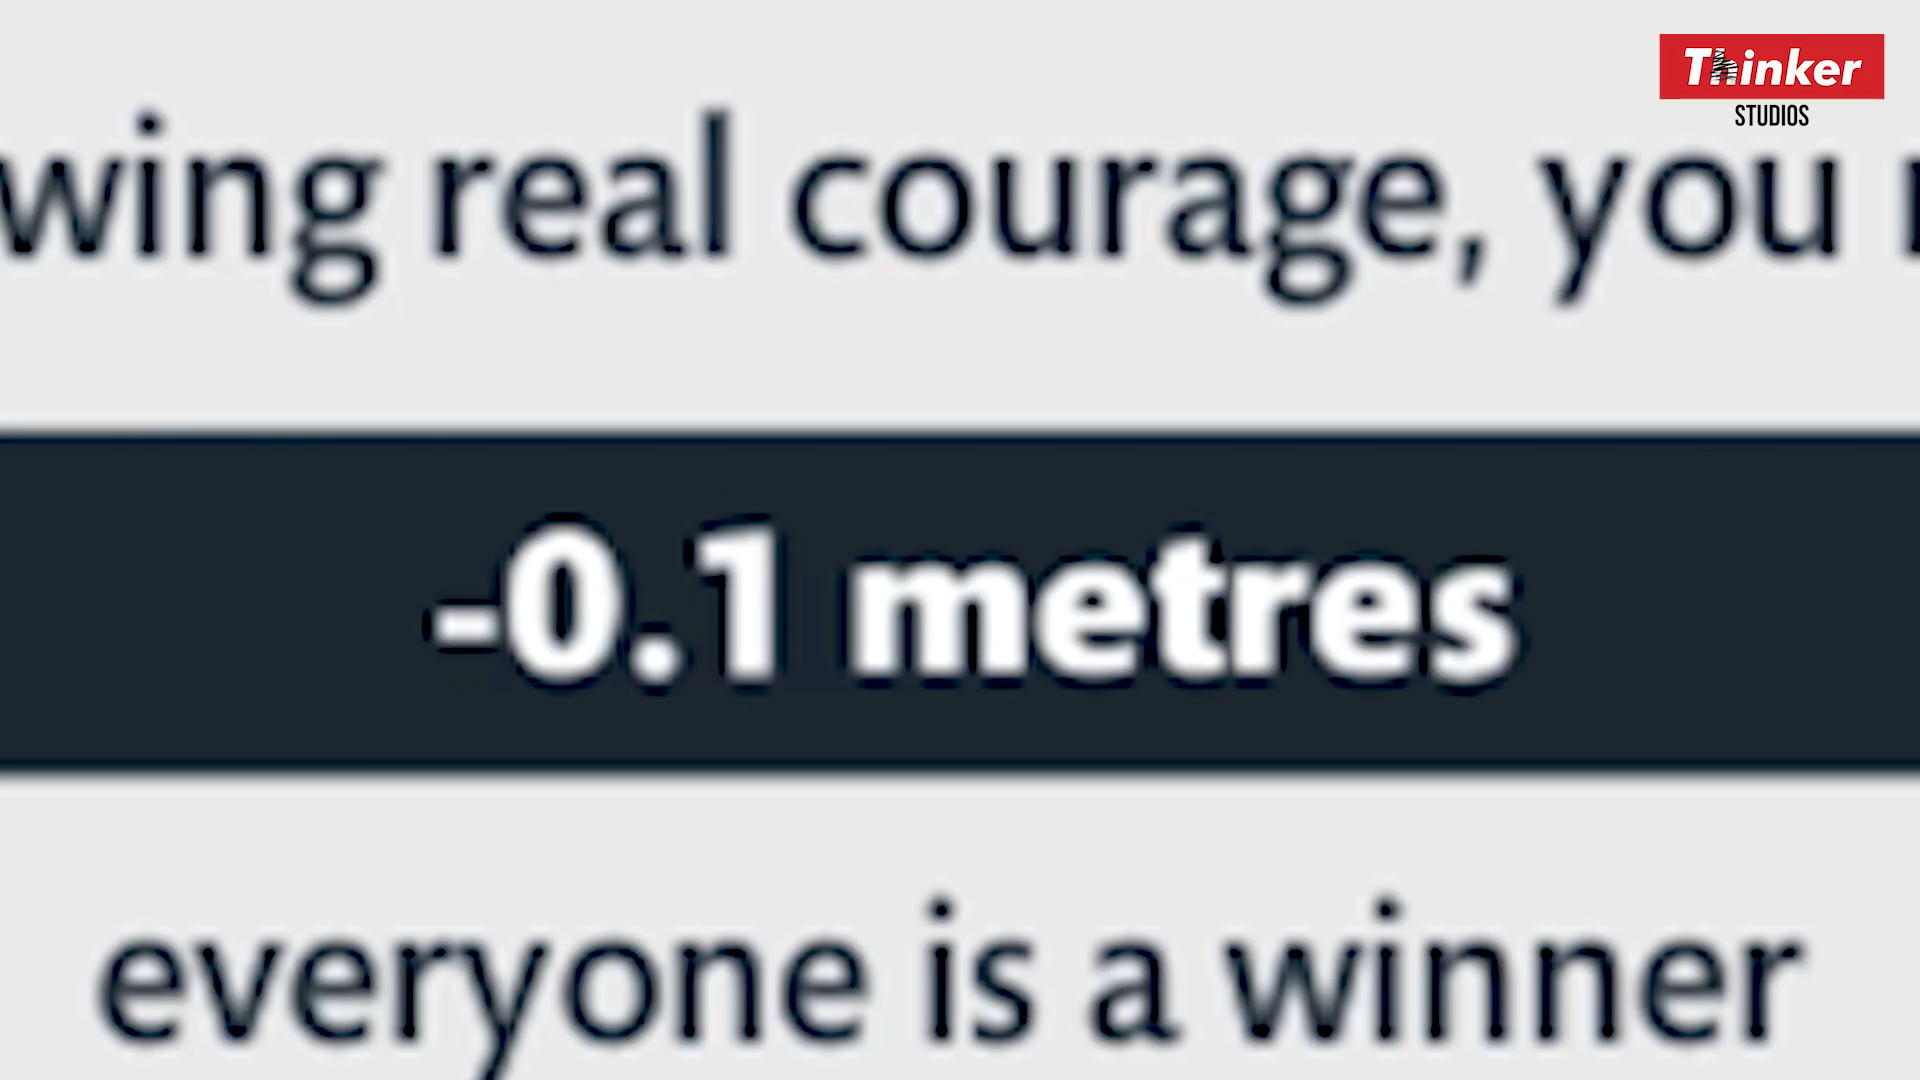 Thinker
STUDIOS
wing real courage, you
-0.1 metres
everyone is a winner